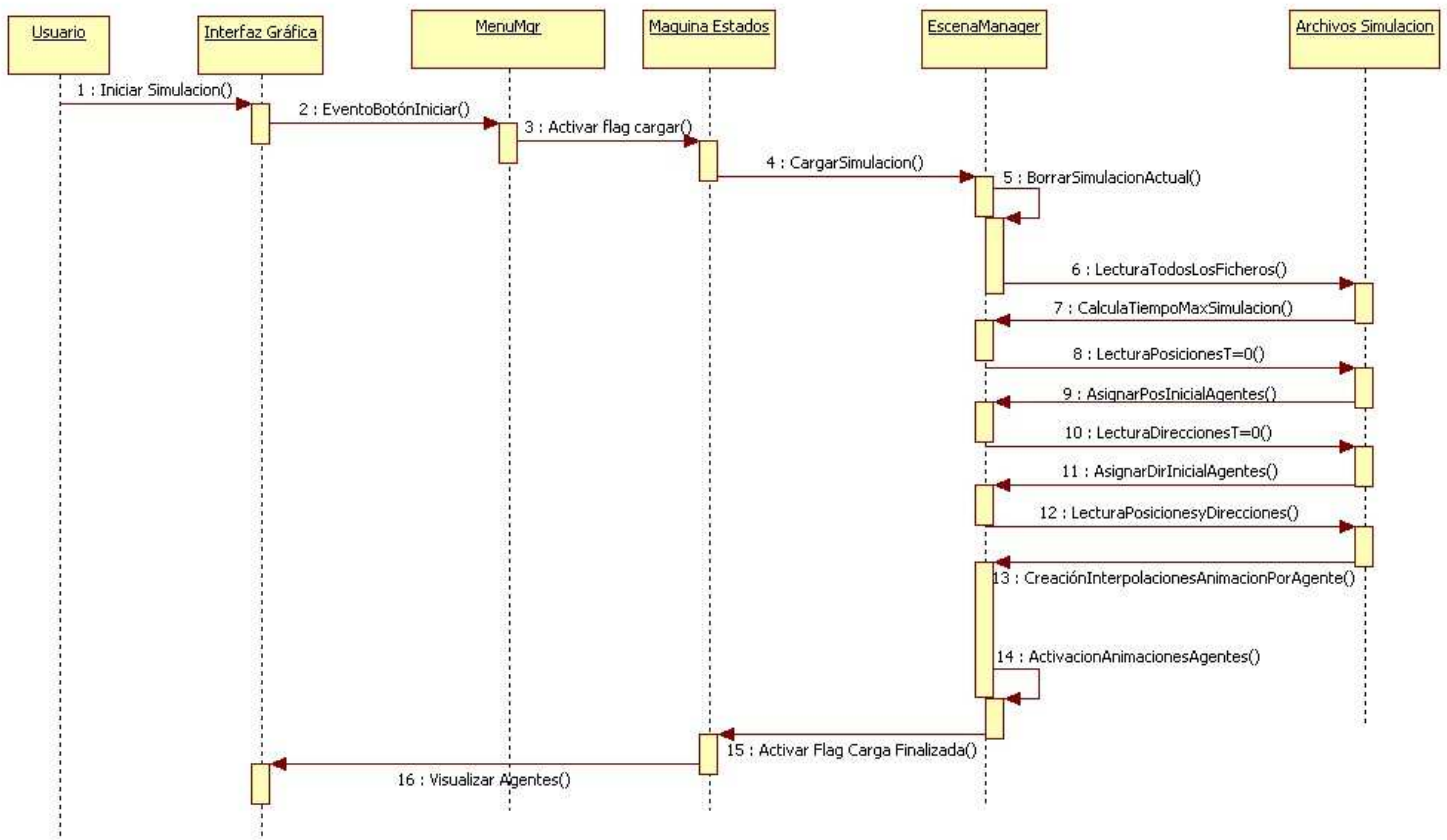 Usuario
Interfaz Gráfica
MenuMgr
Maquina Estados
EscenaManager
Archivos Simulacion
1 : Iniciar Simulacion()
2 : EventoBotónIniciar()
3 : Activar flag cargar()
4 : CargarSimulacion()
5 : BorrarSimulacionActual()
6 : LecturaTodosLosFicheros()
7 : CalculaTiempoMaxSimulacion()
8 : LecturaPosicionesT=0()
9 : AsignarPosInicialAgentes()
10 : LecturaDireccionesT=0()
11 : AsignarDirInicialAgentes()
12 : LecturaPosicionesyDirecciones()
13 : CreaciónInterpolacionesAnimacionPorAgente()
14 : ActivacionAnimacionesAgentes()
15 : Activar Flag Carga Finalizada()
16 : Visualizar Agentes()